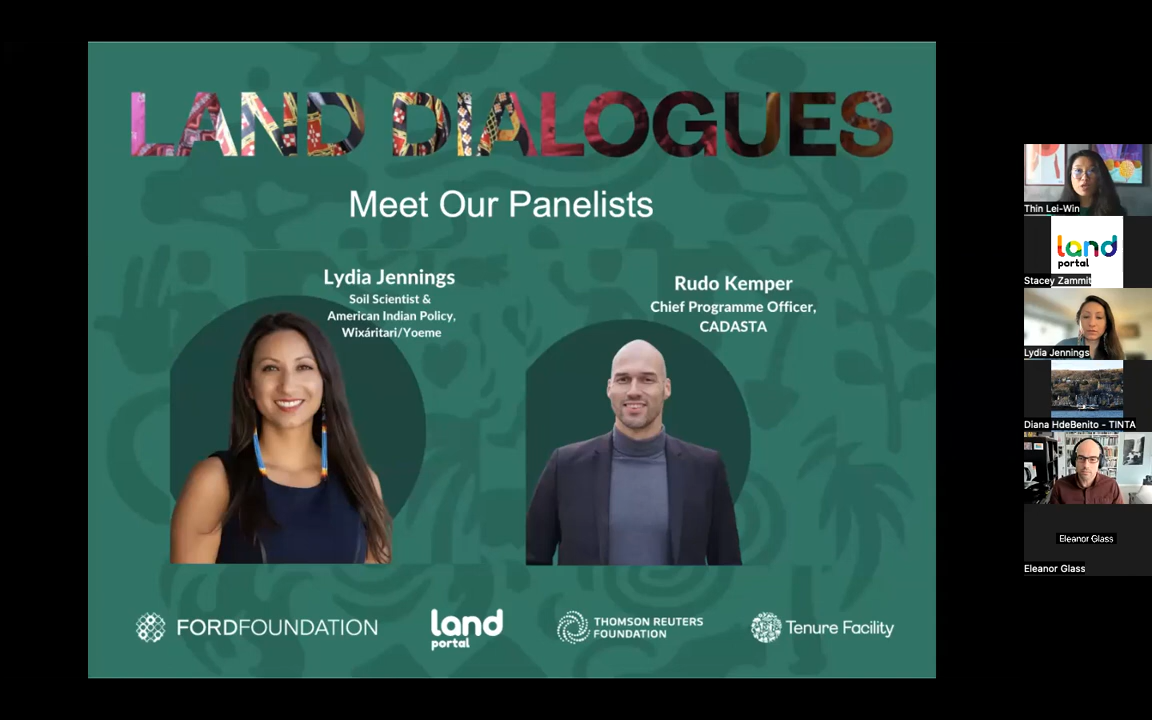 LAND DIALOGUES
Meet Our Panelists
Lydia Jennings
Soil Scientist &
American Indian Policy,
Wixáritari/Yoeme
Rudo Kemper
Chief Programme Officer,
CADASTA
FORDFOUNDATION
land
portal
THOMSON REUTERS
FOUNDATION
Tenure Facility
Thin Lei-Win
land
portal
Stacey Zammit
Lydia Jennings
Diana HdeBenito - TINTA
Eleanor Glass
Eleanor Glass